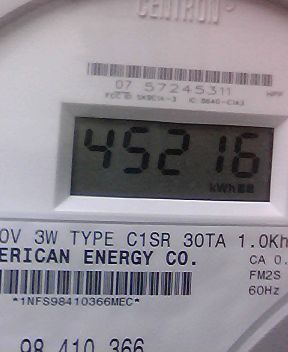 CENTRON
07 57245311
45216
kWh
0V 3W TYPE C1SR 30TA 1.0Kh
ERICAN ENERGY CO.
CA 0.
FM2S
60Hz
*1NFS98410366MEC*
98 410 366